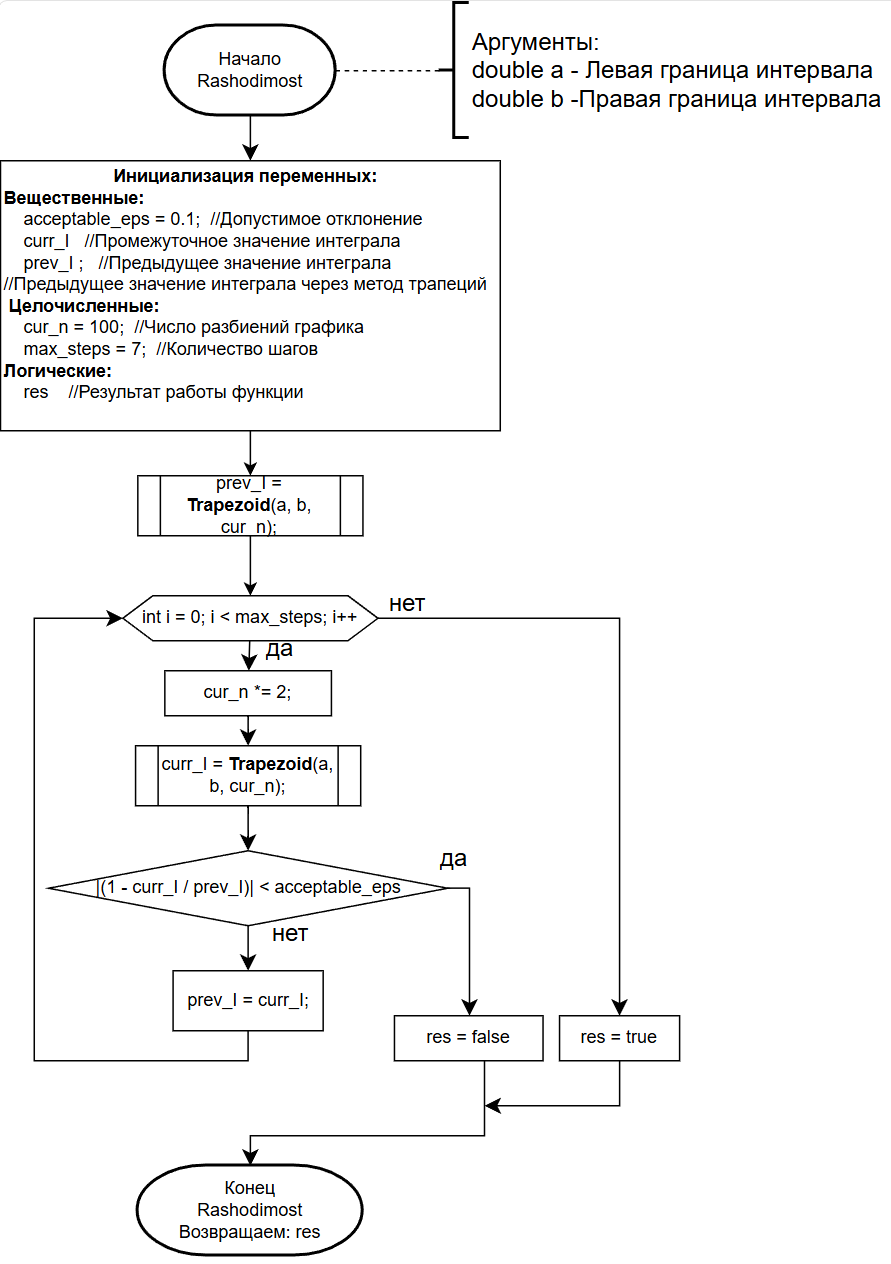 Начало
Rashodimost
Аргументы:
double a - Левая граница интервала
double b -Правая граница интервала
Инициализация переменных:
Вещественные:
acceptable_eps = 0.1; //Допустимое отклонение
curr_I //Промежуточное значение интеграла
prev_I ; //Предыдущее значение интеграла
//Предыдущее значение интеграла через метод трапеций
Целочисленные:
cur_n = 100; //Число разбиений графика
max_steps = 7; //Количество шагов
Логические:
res //Результат работы функции
prev_I =
Trapezoid(a, b,
cur_n);
int i = 0; i < max_steps; i++
нет
да
cur_n *= 2;
curr_I = Trapezoid(a,
b, cur_n);
|(1 - curr_I / prev_I)| < acceptable_eps
да
нет
prev_I = curr_I;
res = false
res = true
Конец
Rashodimost
Возвращаем: res